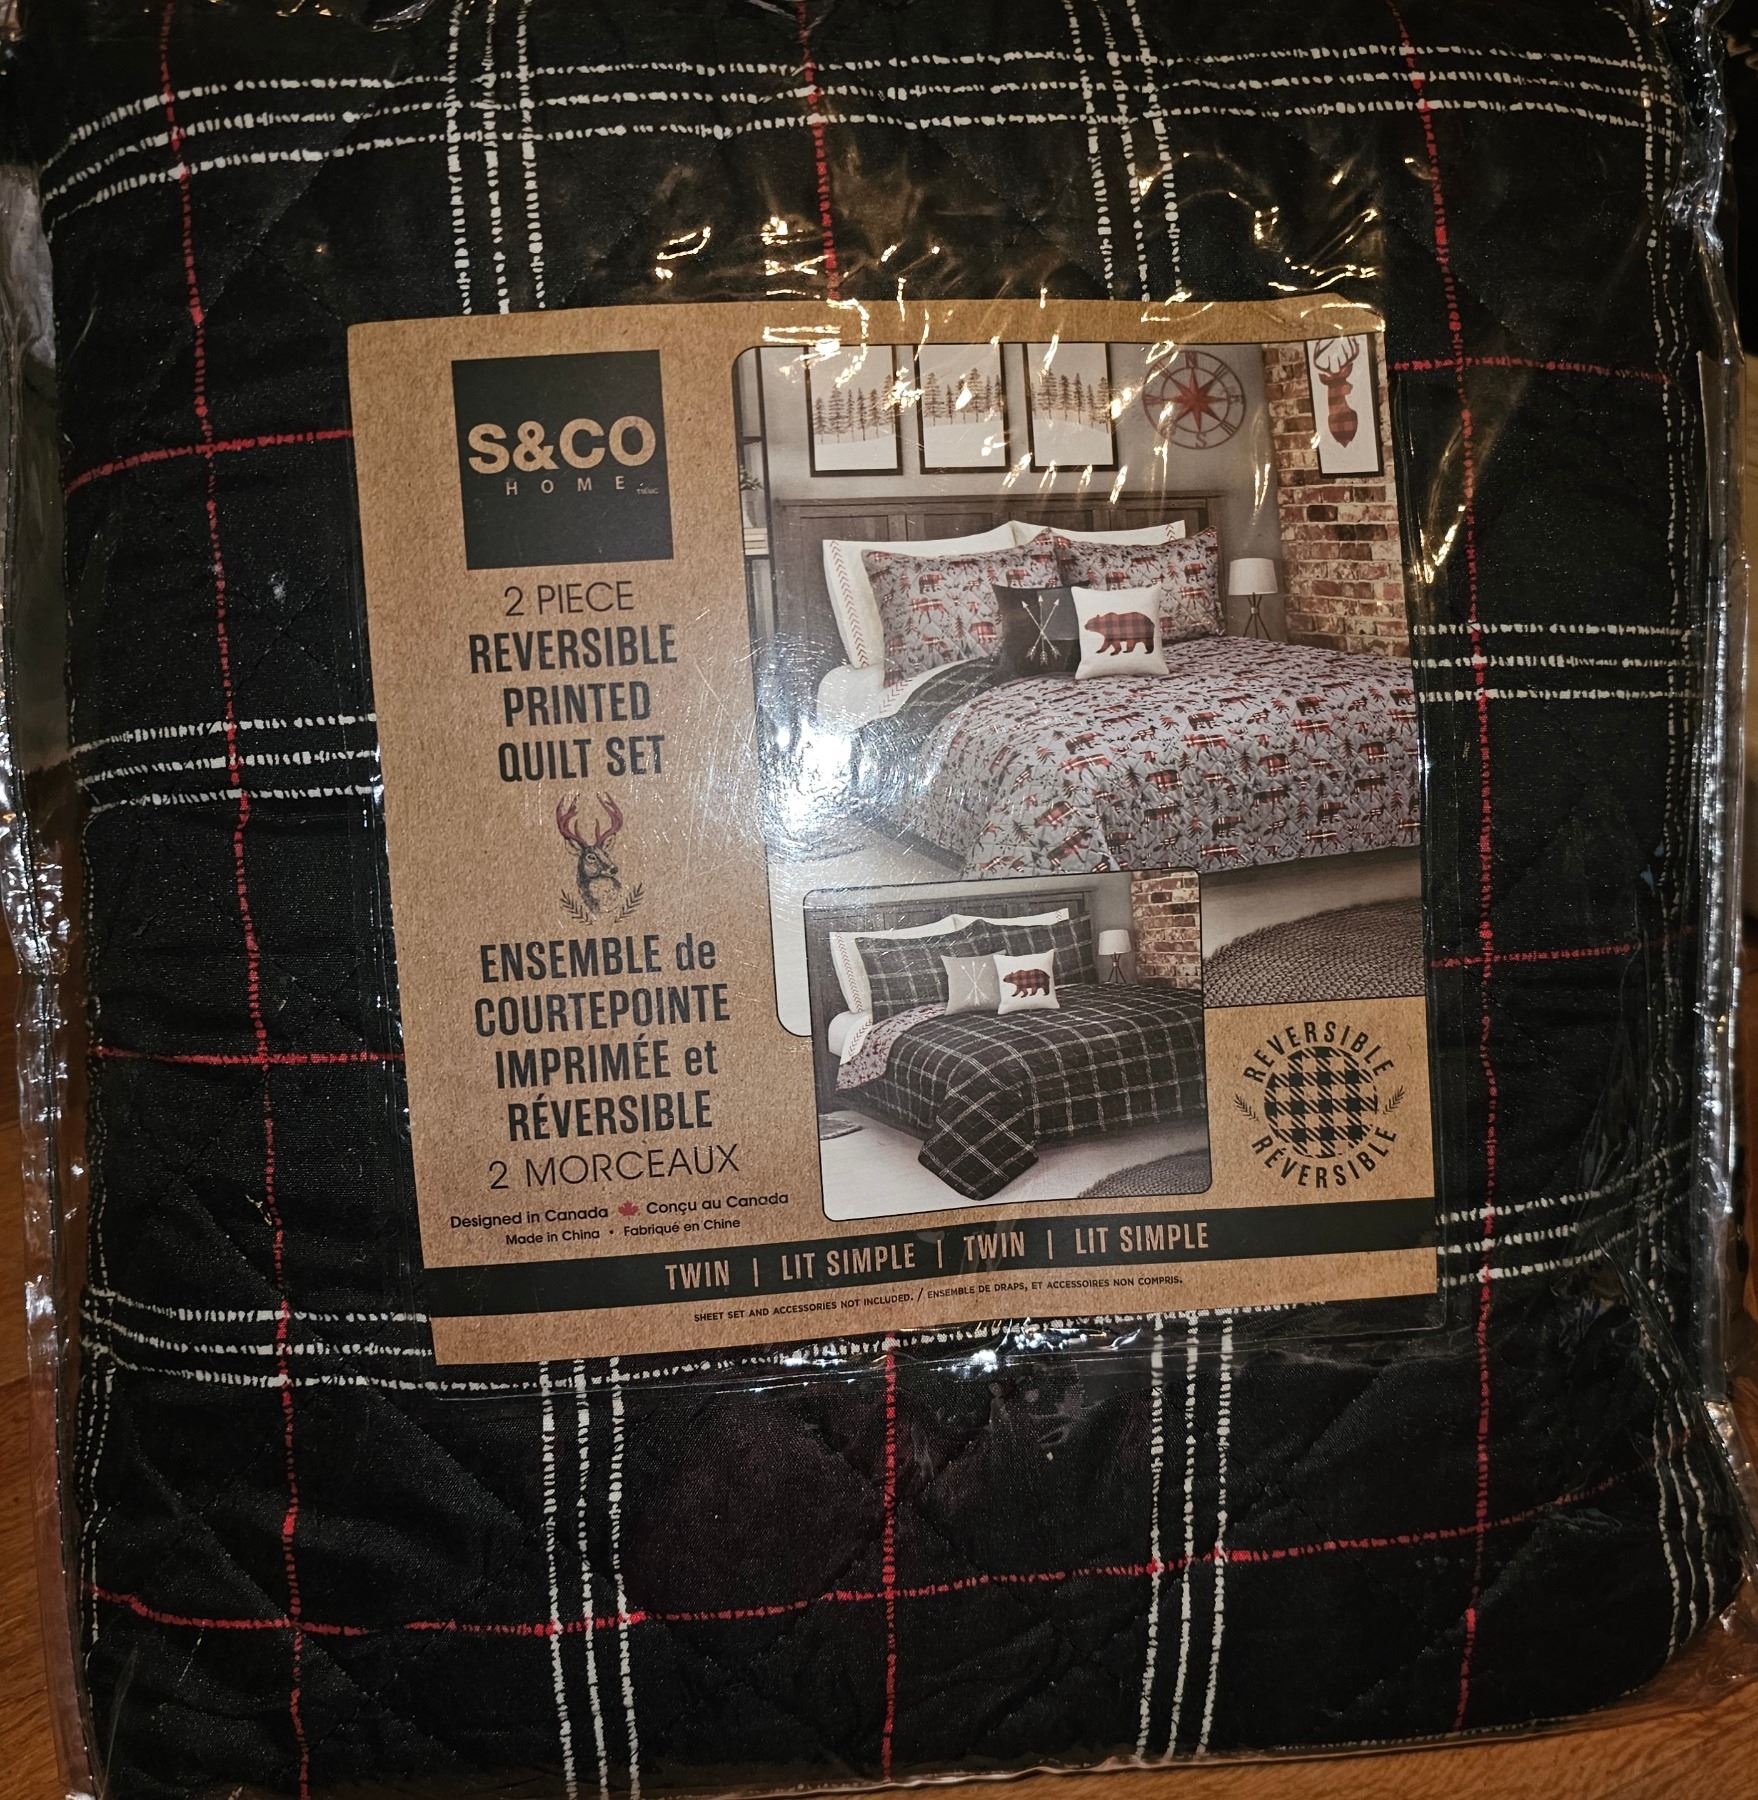 S&CO
HOME
2 PIECE
REVERSIBLE
PRINTED
QUILT SET
ENSEMBLE de
COURTEPOINTE
IMPRIMÉE et
RÉVERSIBLE
2 MORCEAUX
Designed in Canada Conçu au Canada
Made in China • Fabriqué en Chine
REVERSIBLE
RÉVERSIBLE
TWIN | LIT SIMPLE | TWIN | LIT SIMPLE
SHEET SET AND ACCESSORIES NOT INCLUDED. / ENSEMBLE DE DRAPS, ET ACCESSOIRES NON COMPRIS.